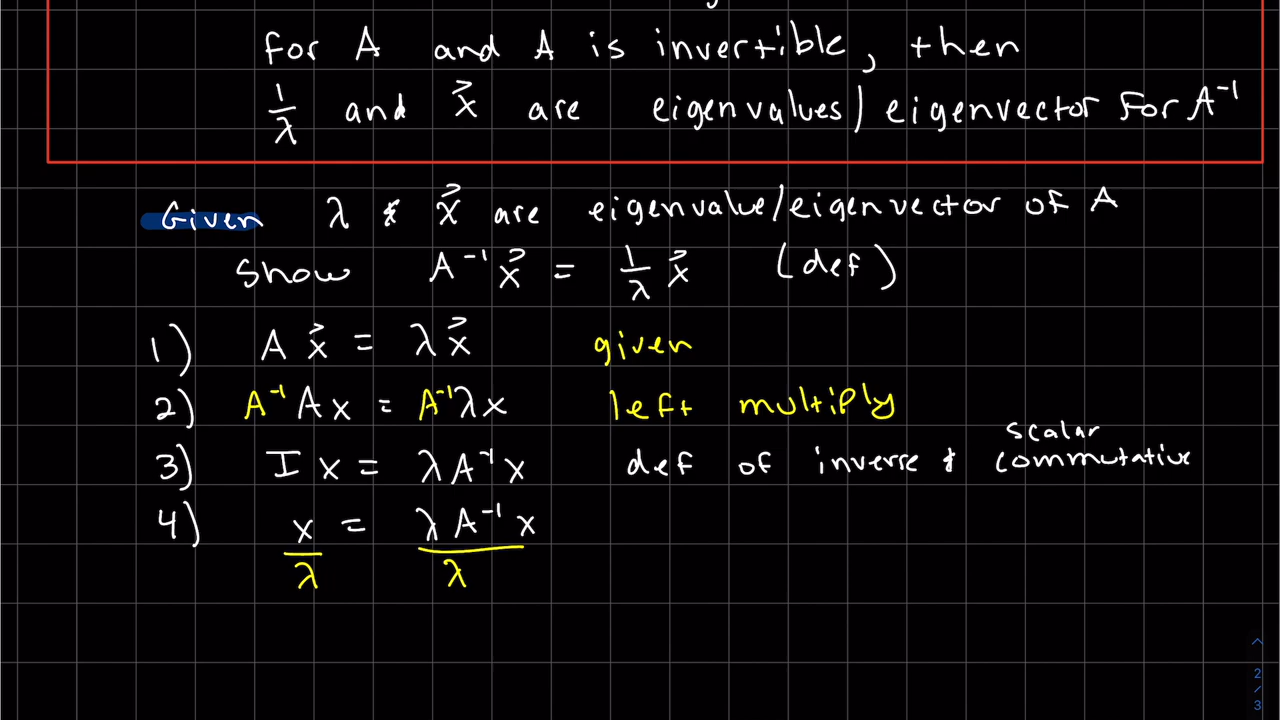 for A and A is invertible, then
1/λ and x⃗ are eigenvalues/eigenvector for A⁻¹
Given λ & x⃗ are eigenvalue/eigenvector of A
Show A⁻¹x⃗ = 1/λ x⃗ (def)
1) A x⃗ = λx⃗ given
2) A⁻¹Ax = A⁻¹λx left multiply
3) Ix = λA⁻¹x def of inverse & scalar commutative
4) x/λ = λA⁻¹x/λ
2/3